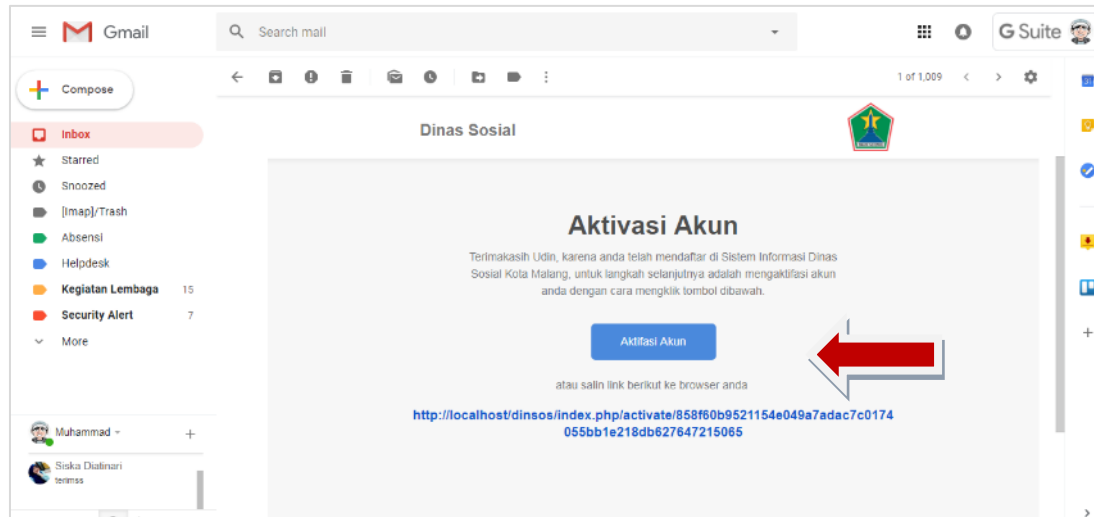 Gmail
Search mail
G Suite
Compose
1 of 1,009
Inbox
Starred
Snoozed
[Imap]/Trash
Absensi
Helpdesk
Kegiatan Lembaga 15
Security Alert 7
More
Dinas Sosial
Aktivasi Akun
Terimakasih Udin, karena anda telah mendaftar di Sistem Informasi Dinas
Sosial Kota Malang, untuk langkah selanjutnya adalah mengaktifasi akun
anda dengan cara mengklik tombol dibawah.
Aktifasi Akun
atau salin link berikut ke browser anda
http://localhost/dinsos/index.php/activate/858f60b9521154e049a7adac7c0174
055bb1e218db627647215065
Muhammad
Siska Diatinari
terimss